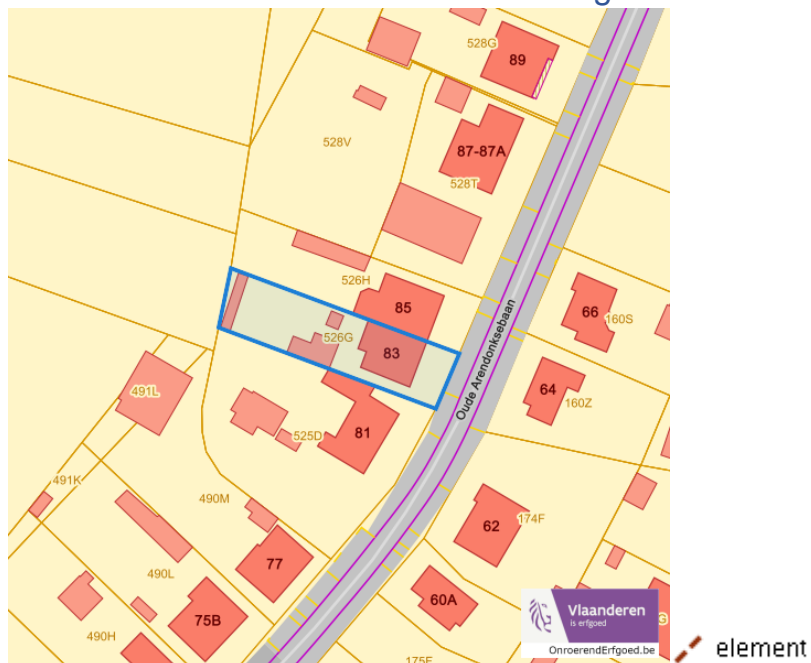 528G
89
528V
87-87A
528T
526H
85
66
160S
526G
83
Oude Arendonksebaan
64
160Z
491L
81
525D
491K
490M
62
174F
77
490L
60A
75B
490H
175F
Vlaanderen
is erfgoed
OnroerendErfgoed.be
element